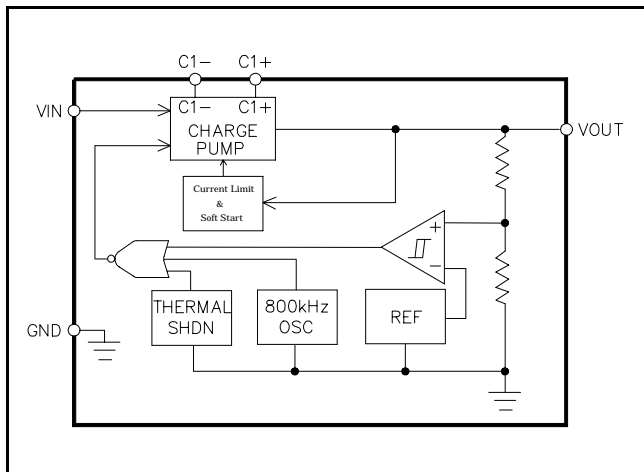 C1− C1+
VIN
C1− C1+
CHARGE
PUMP
VOUT
Current Limit
&
Soft Start
+
−
THERMAL
SHDN
800kHz
OSC
REF
GND